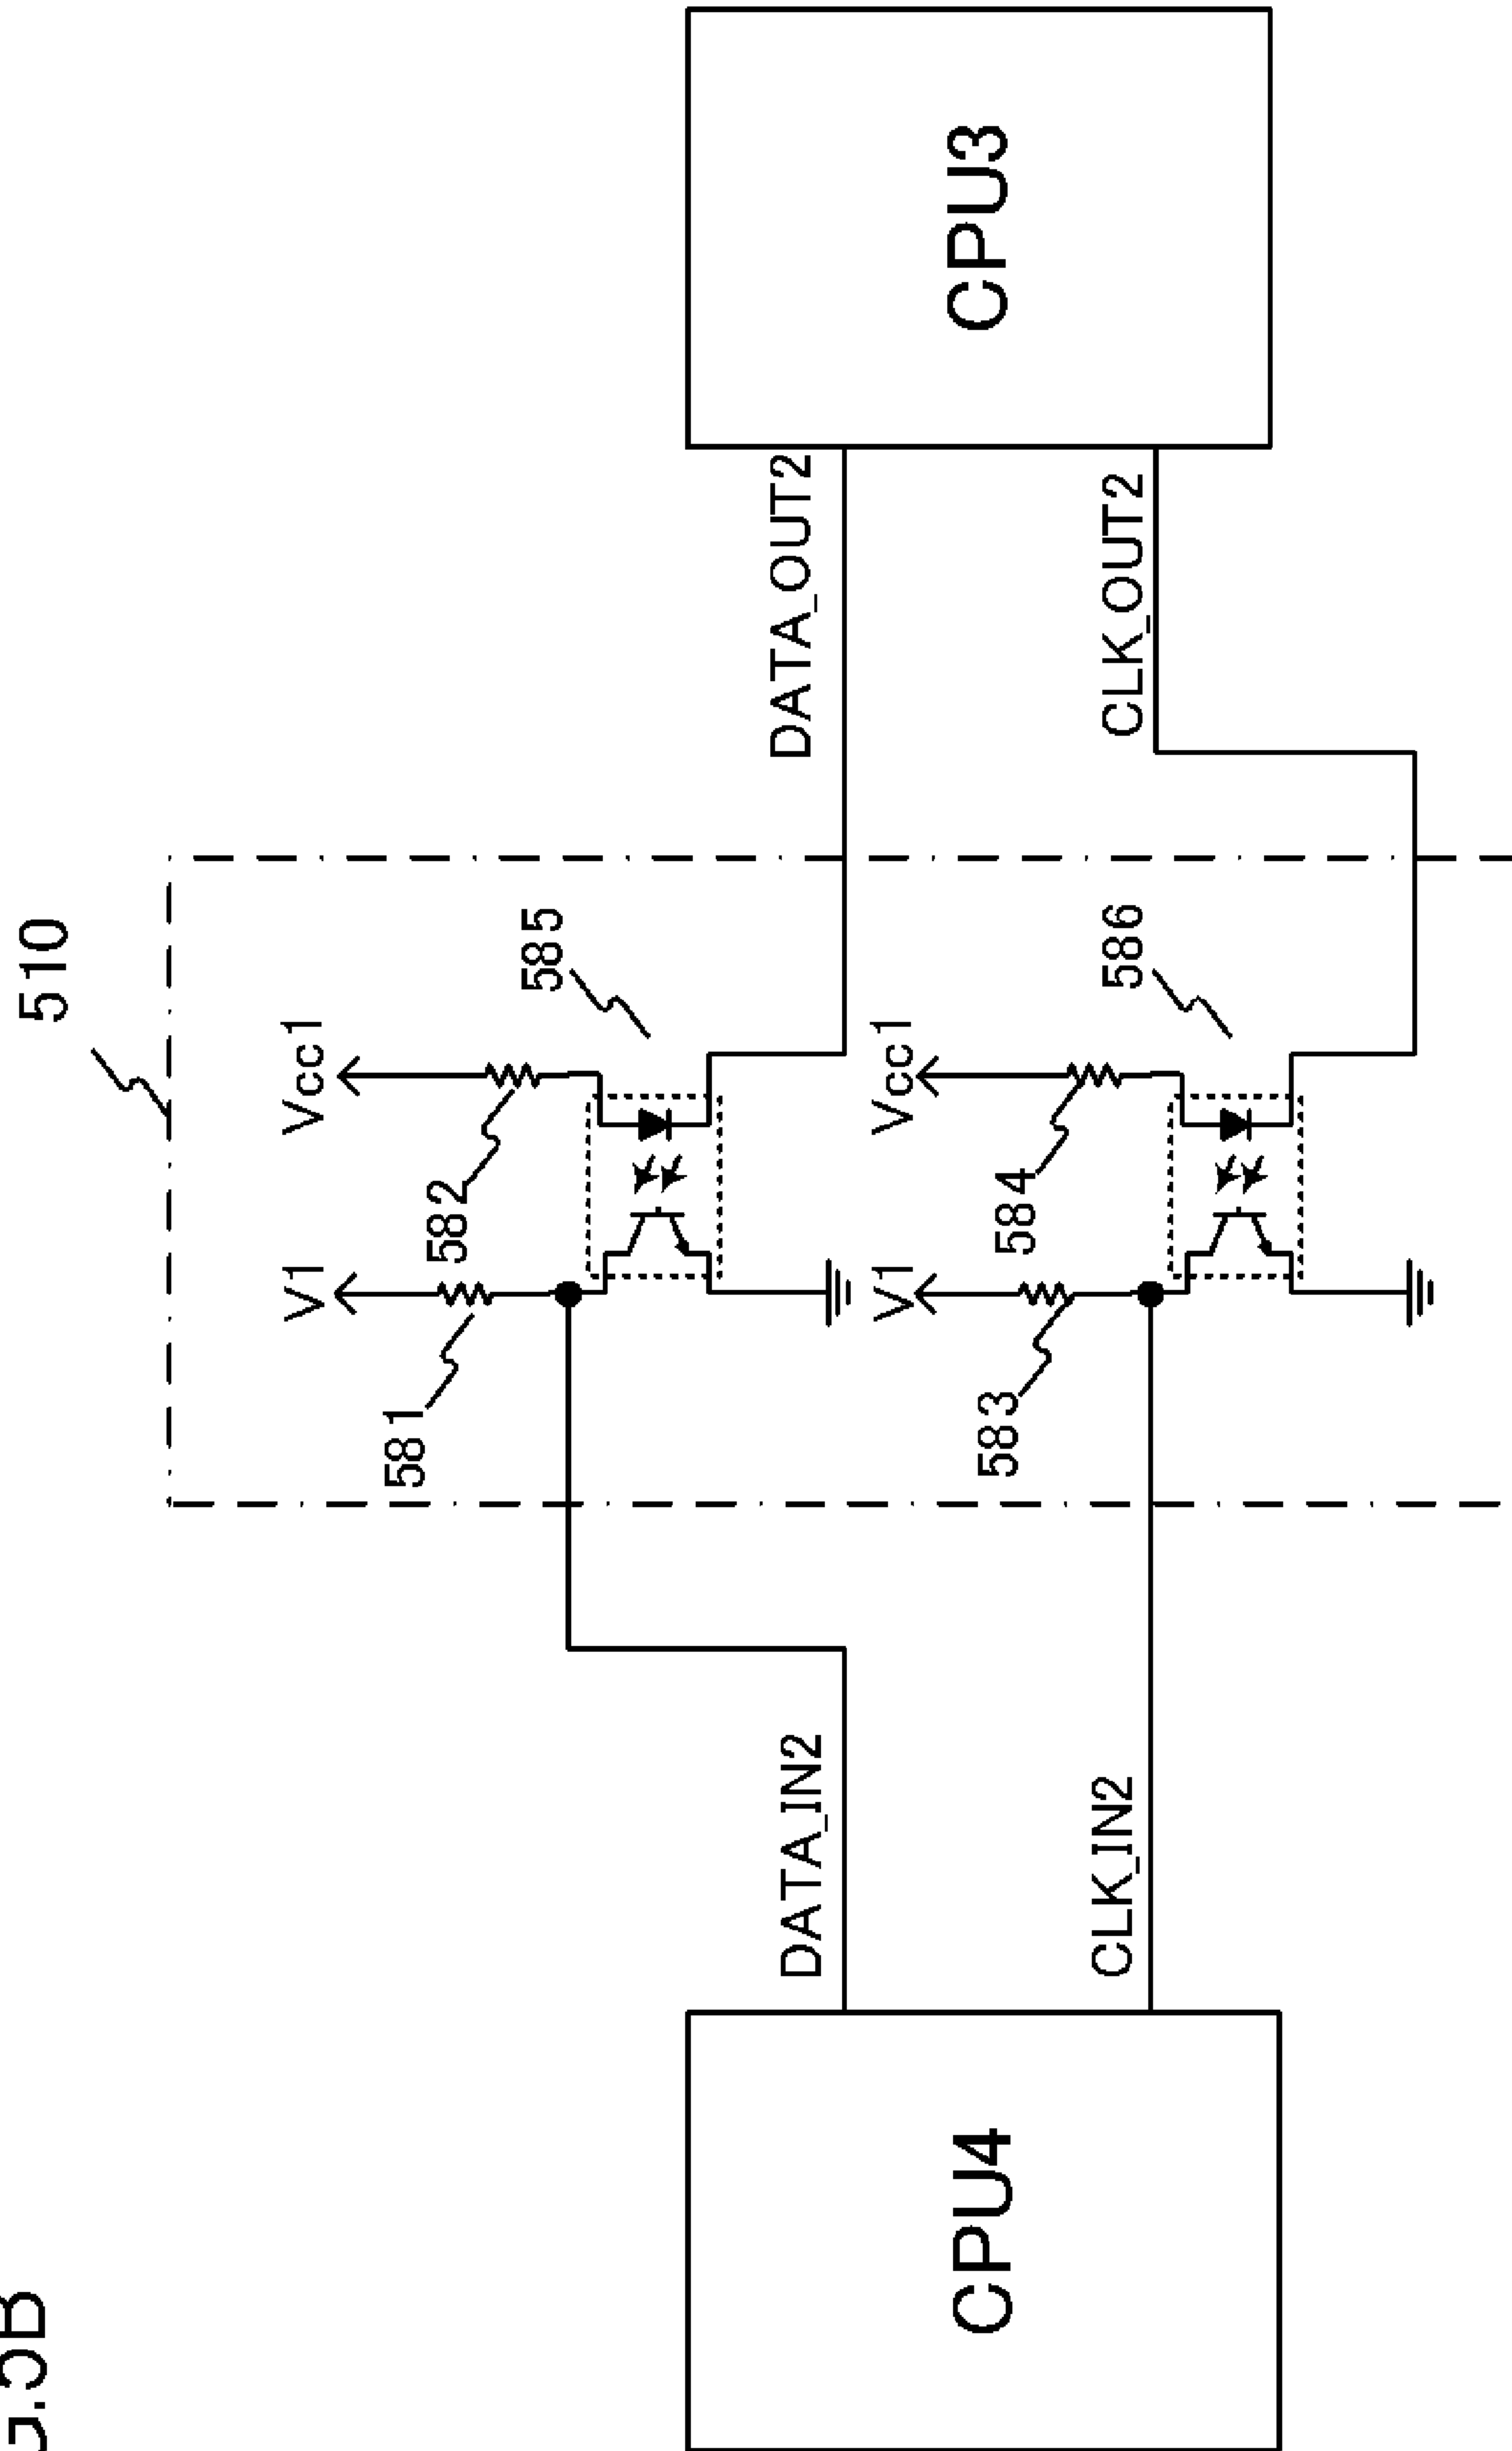 510
V1
Vcc1
581
582
585
DATA_IN2
DATA_OUT2
V1
Vcc1
CPU4
CPU3
583
584
586
CLK_IN2
CLK_OUT2